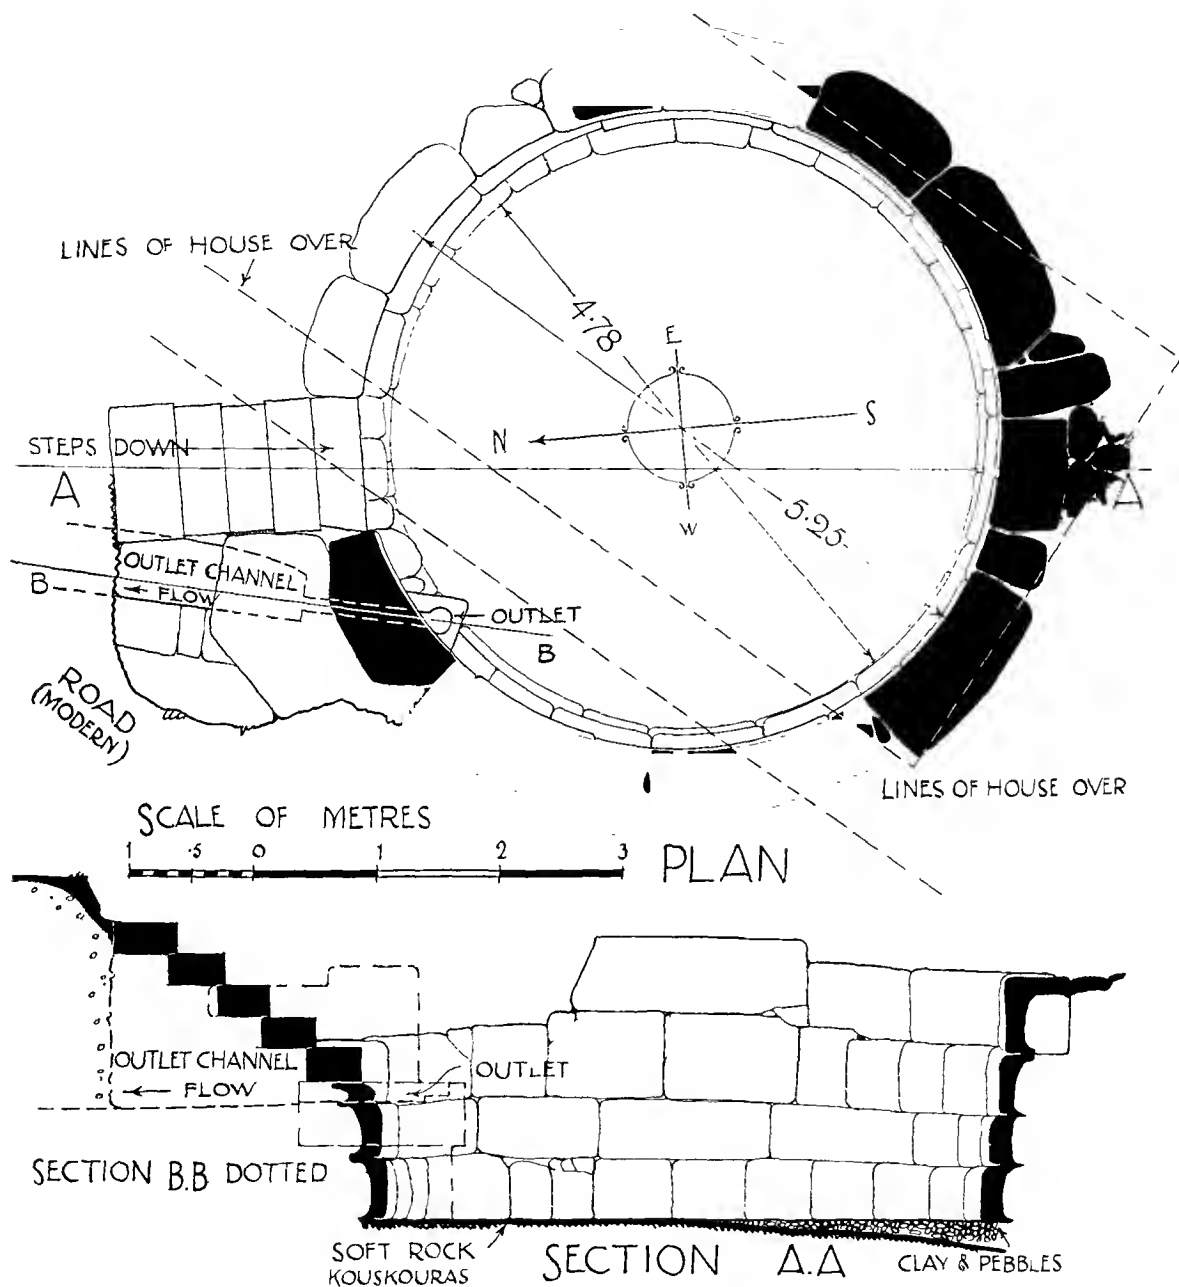 LINES OF HOUSE OVER
4.78
E
N
S
W
5.25
STEPS DOWN
A
A
OUTLET CHANNEL
FLOW
B
OUTLET
B
ROAD
(MODERN)
LINES OF HOUSE OVER
SCALE OF METRES
1 .5 0 1 2 3
PLAN
OUTLET CHANNEL
FLOW
OUTLET
SECTION B.B DOTTED
SOFT ROCK
KOUSKOURAS
SECTION A.A
CLAY & PEBBLES